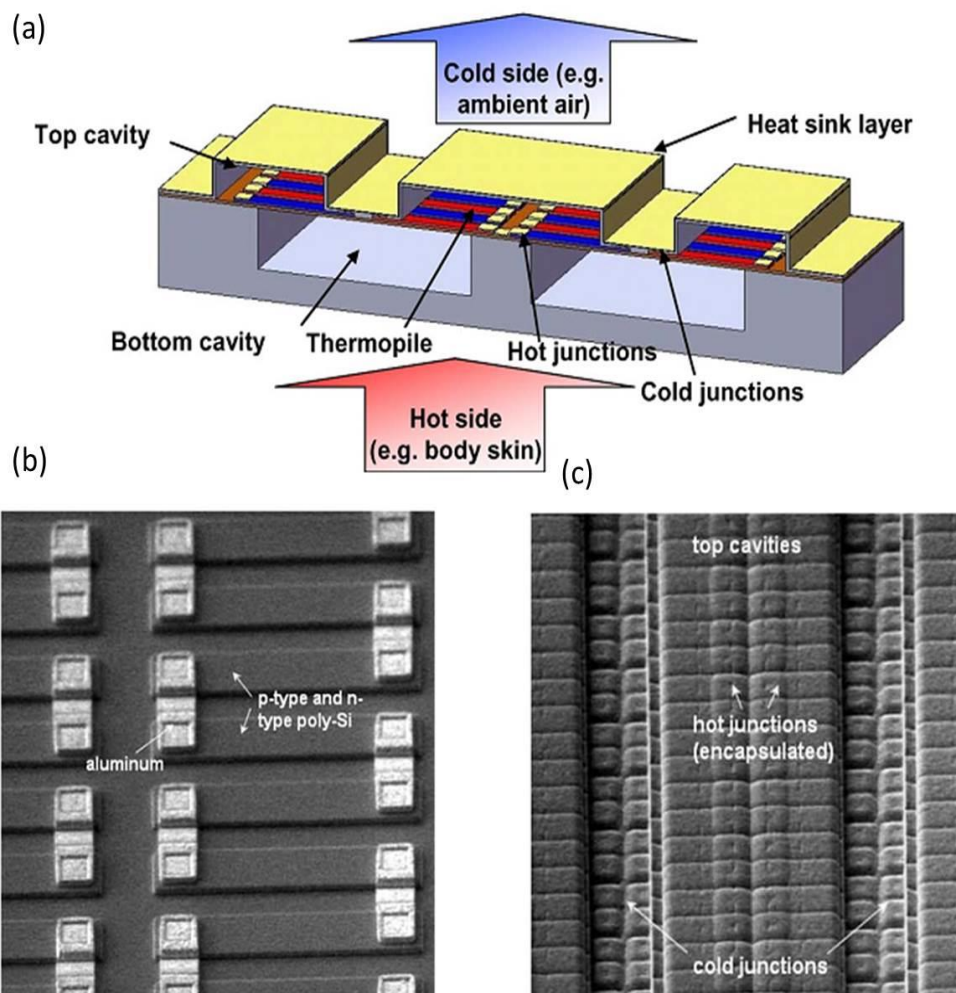 (a)
Cold side (e.g.
ambient air)
Top cavity
Heat sink layer
Bottom cavity
Thermopile
Hot junctions
Cold junctions
Hot side
(e.g. body skin)
(b)
(c)
p-type and n-
type poly-Si
aluminum
top cavities
hot junctions
(encapsulated)
cold junctions